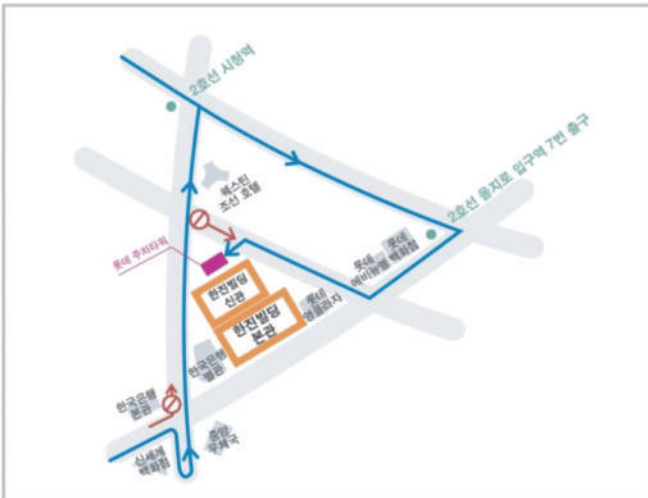 2호선 시청역
2호선 을지로 입구역 7번 출구
웨스틴
조선 호텔
롯데 주차타워
롯데
백화점
롯데
에비뉴엘
한진빌딩
신관
롯데
영플라자
한진빌딩
본관
한국은행
별관
한국은행
본관
중앙
우체국
신세계
백화점